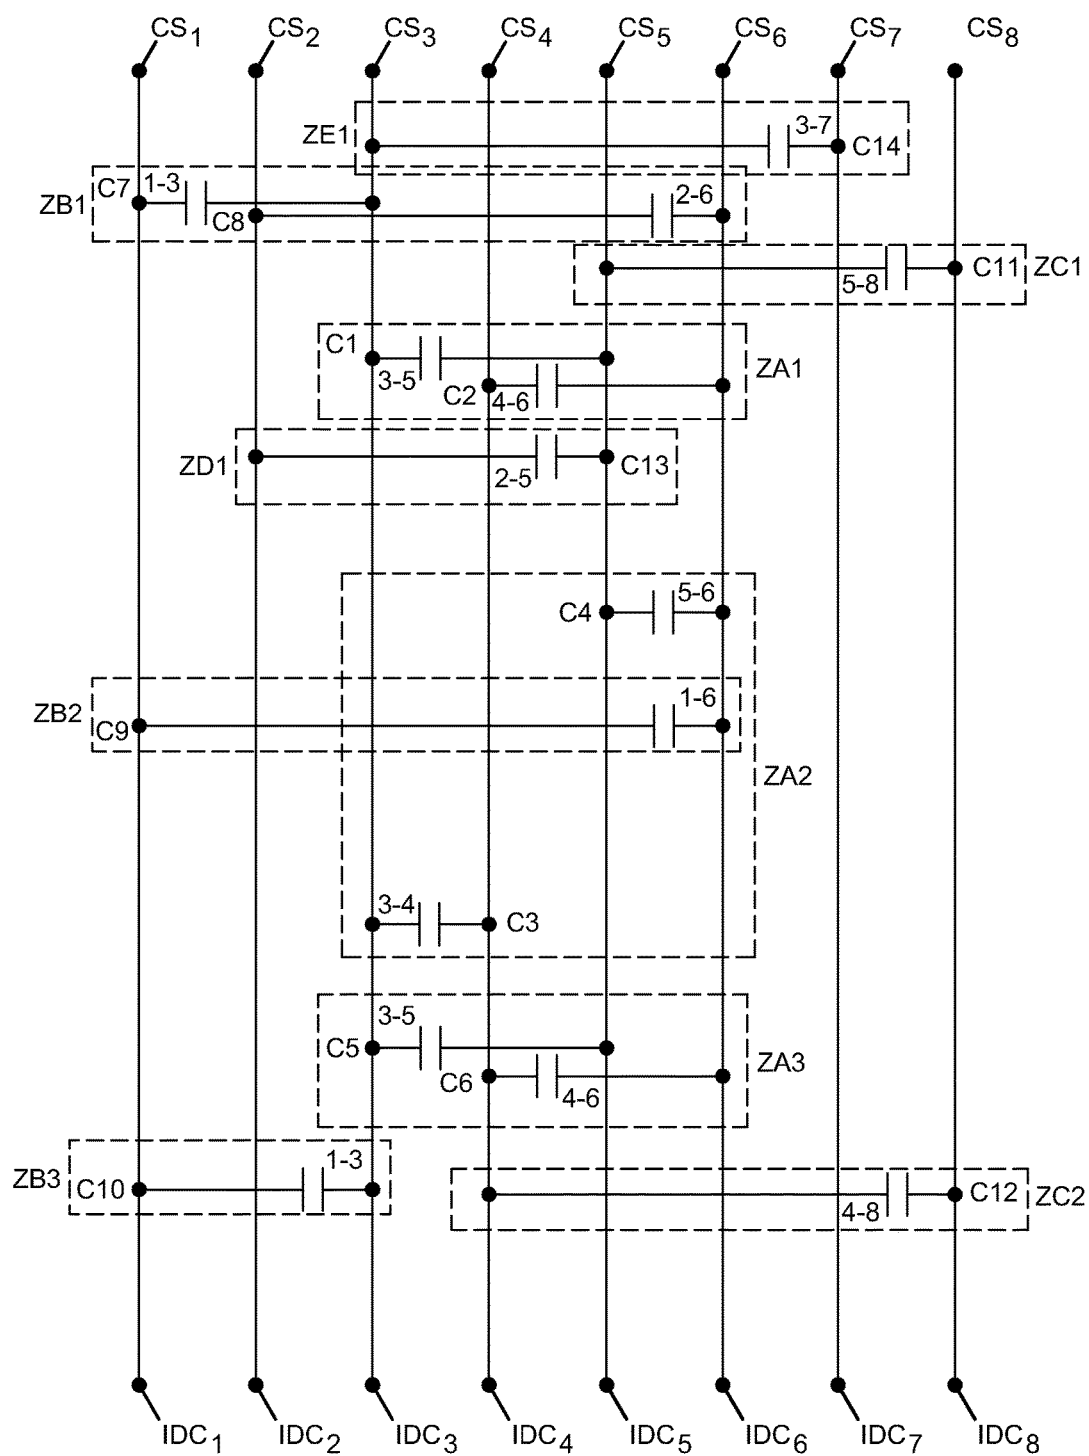 CS1 CS2 CS3 CS4 CS5 CS6 CS7 CS8
ZE1 3-7 C14
ZB1 C7 1-3 C8 2-6
5-8 C11 ZC1
C1 3-5 C2 4-6 ZA1
ZD1 2-5 C13
C4 5-6
ZB2 C9 1-6
ZA2
3-4 C3
3-5
C5 C6 4-6 ZA3
ZB3 C10 1-3
4-8 C12 ZC2
IDC1 IDC2 IDC3 IDC4 IDC5 IDC6 IDC7 IDC8